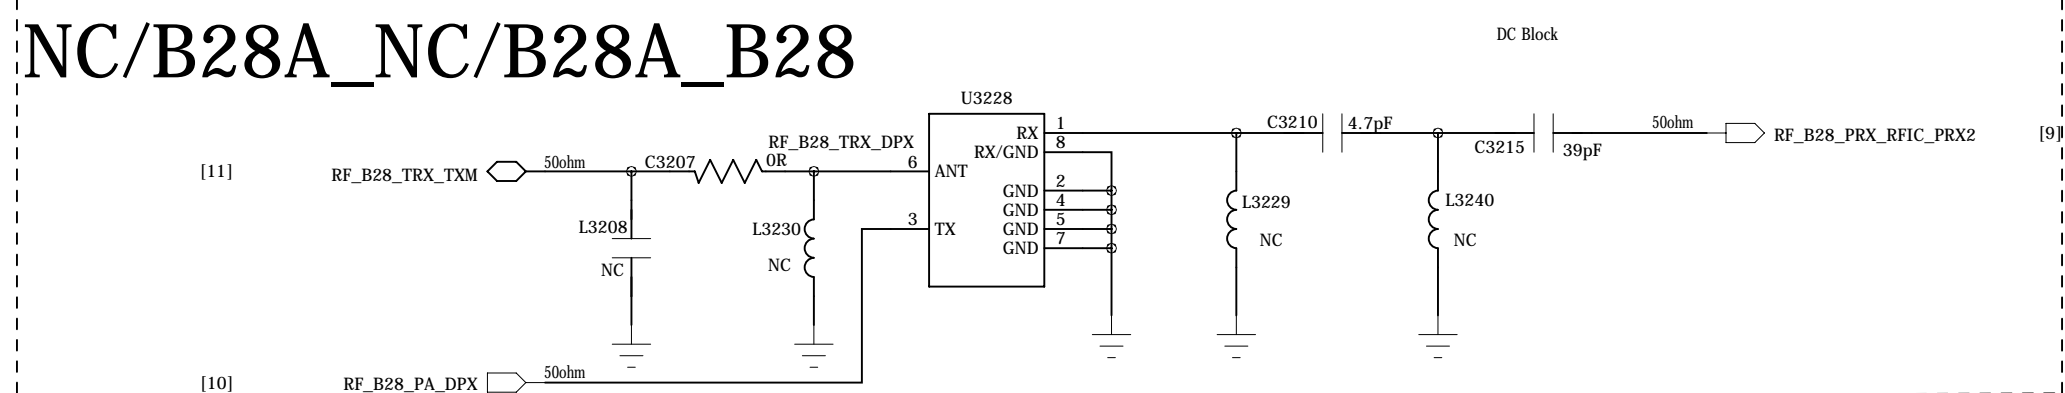 NC/B28A_NC/B28A_B28
DC Block
U3228
RF_B28_TRX_DPX
[11]
RF_B28_TRX_TXM
50ohm
C3207
0R
6
ANT
3
TX
RX
1
RX/GND
8
GND
2
GND
4
GND
5
GND
7
C3210
4.7pF
C3215
39pF
50ohm
RF_B28_PRX_RFIC_PRX2
[9]
L3208
NC
L3230
NC
L3229
NC
L3240
NC
[10]
RF_B28_PA_DPX
50ohm